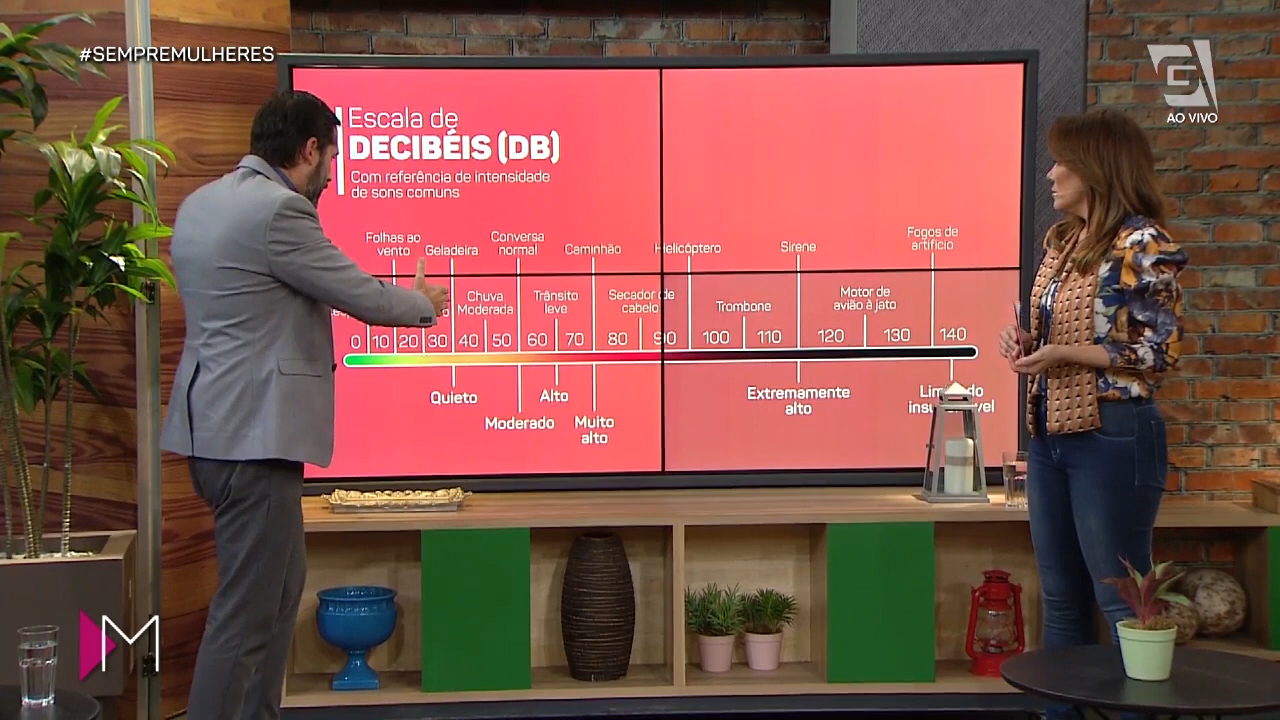 #SEMPREMULHERES
AO VIVO
Escala de
DECIBÉIS (DB)
Com referência de intensidade
de sons comuns
Folhas ao
vento
Geladeira
Conversa
normal
Caminhão
Helicóptero
Sirene
Fogos de
artifício
Chuva
Moderada
Trânsito
leve
Secador de
cabelo
Trombone
Motor de
avião à jato
0 10 20 30 40 50 60 70 80 90 100 110 120 130 140
Quieto
Moderado
Alto
Muito
alto
Extremamente
alto
M